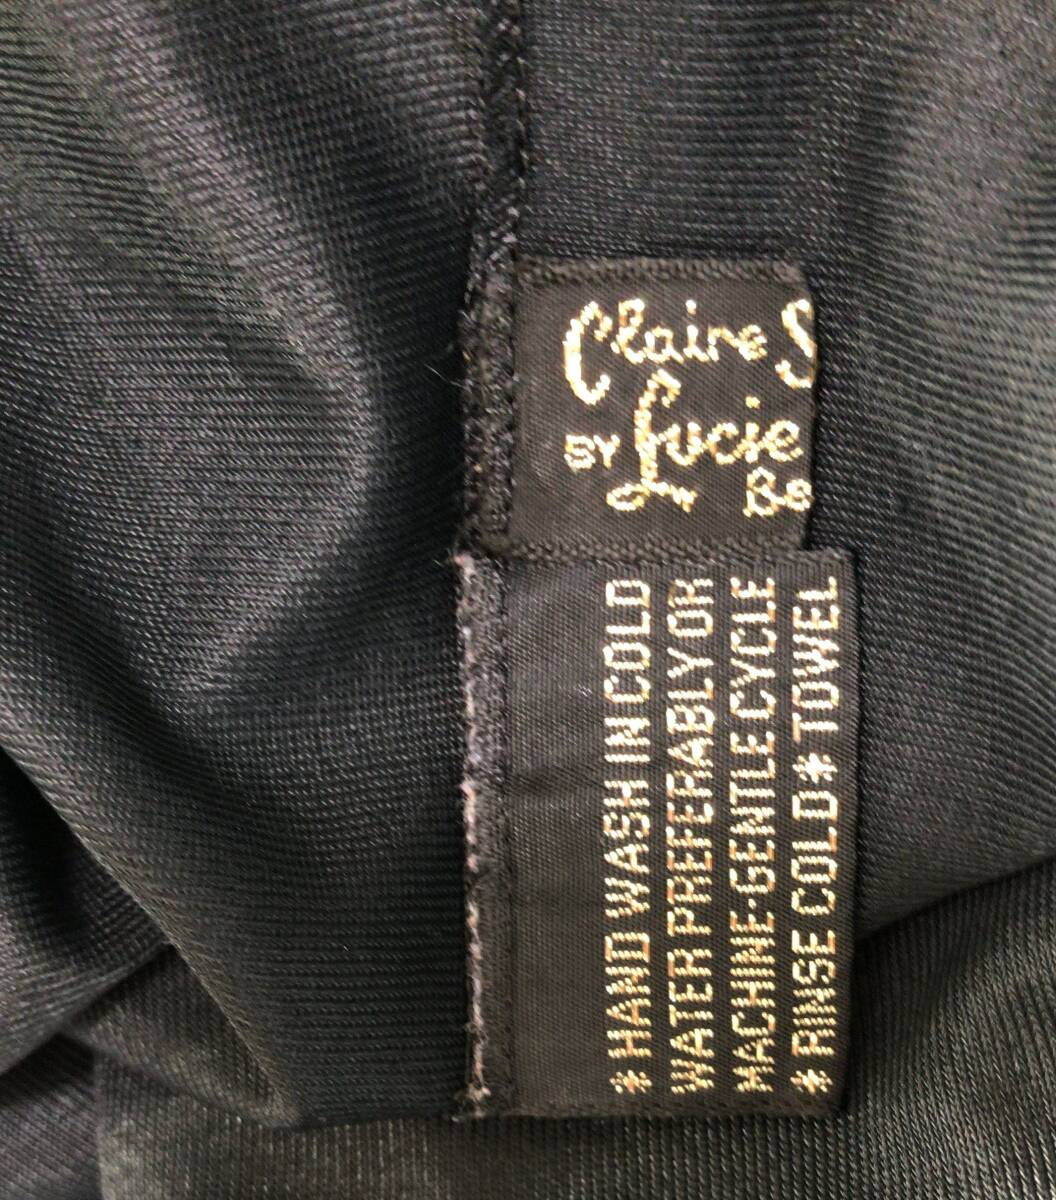 Claire S
BY Lucie
Be
* HAND WASH IN COLD
WATER PREFERABLY OR
MACHINE-GENTLE CYCLE
* RINSE COLD * TOWEL